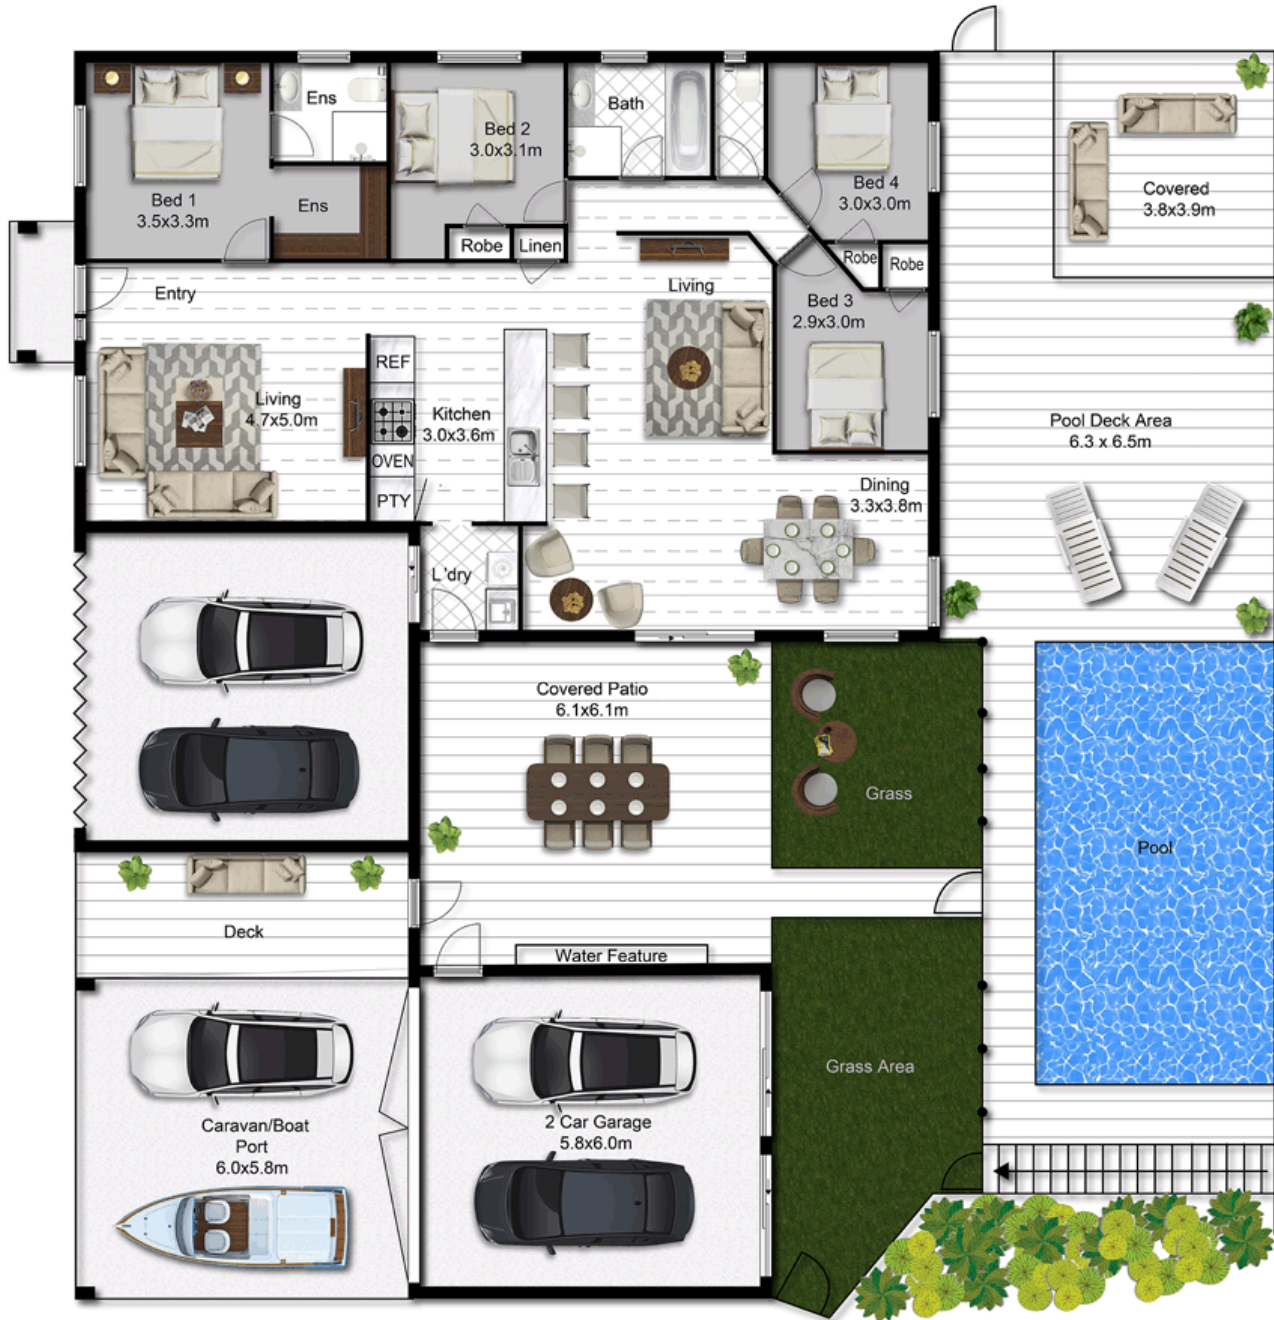 Ens
Bed 2
3.0x3.1m
Bath
Bed 1
3.5x3.3m
Ens
Bed 4
3.0x3.0m
Covered
3.8x3.9m
Robe
Linen
Robe
Robe
Entry
Living
Bed 3
2.9x3.0m
REF
Living
4.7x5.0m
Kitchen
3.0x3.6m
OVEN
PTY
Pool Deck Area
6.3 x 6.5m
Dining
3.3x3.8m
L'dry
Covered Patio
6.1x6.1m
Grass
Pool
Deck
Water Feature
Grass Area
Caravan/Boat
Port
6.0x5.8m
2 Car Garage
5.8x6.0m